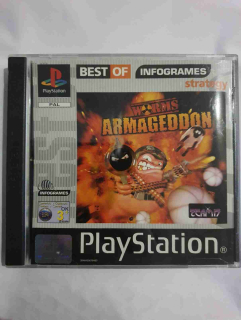 PlayStation
PAL
BEST OF INFOGRAMES
strategy
WORMS
ARMAGEDDON
BEST
INFOGRAMES
TEAM17
PlayStation